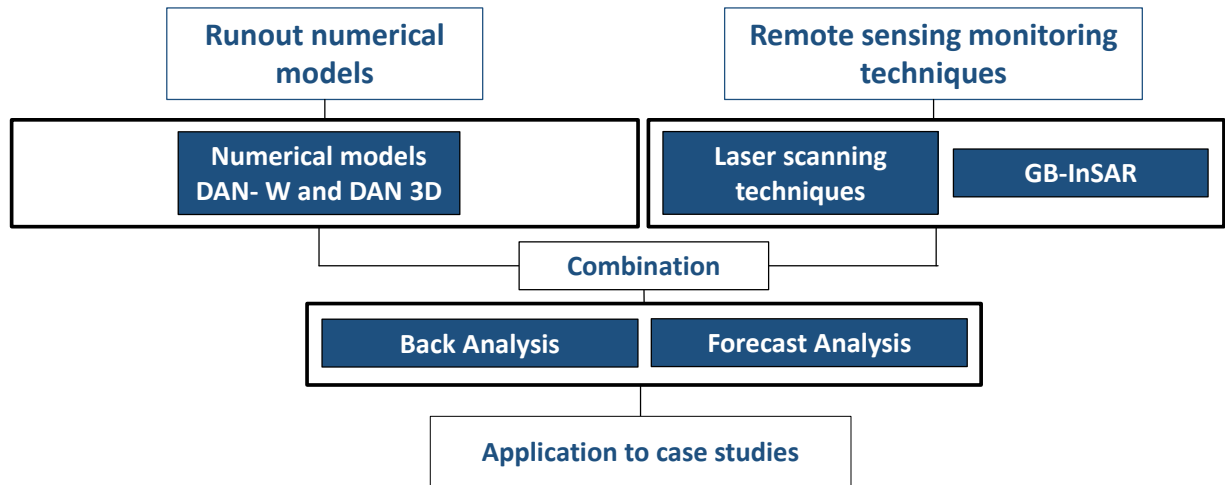 Runout numerical
models
Remote sensing monitoring
techniques
Numerical models
DAN- W and DAN 3D
Laser scanning
techniques
GB-InSAR
Combination
Back Analysis
Forecast Analysis
Application to case studies